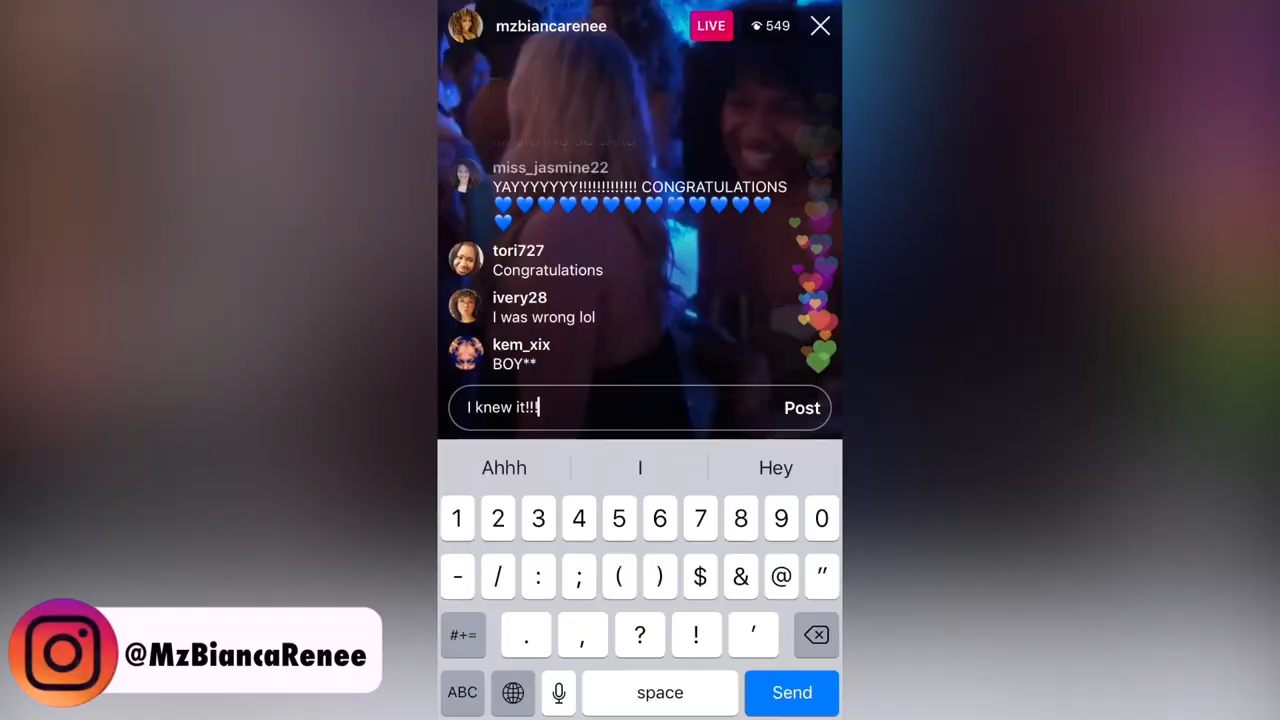 mzbiancarenee
LIVE
549
miss_jasmine22
YAYYYYYYY!!!!!!!!!!!!! CONGRATULATIONS
💙💙💙💙💙💙💙💙💙💙💙💙💙
💙
tori727
Congratulations
ivery28
I was wrong lol
kem_xix
BOY**
I knew it!!!
Post
Ahhh I Hey
1 2 3 4 5 6 7 8 9 0
- / : ; ( ) $ & @ "
#+= . , ? ! '
ABC space Send
@MzBiancaRenee